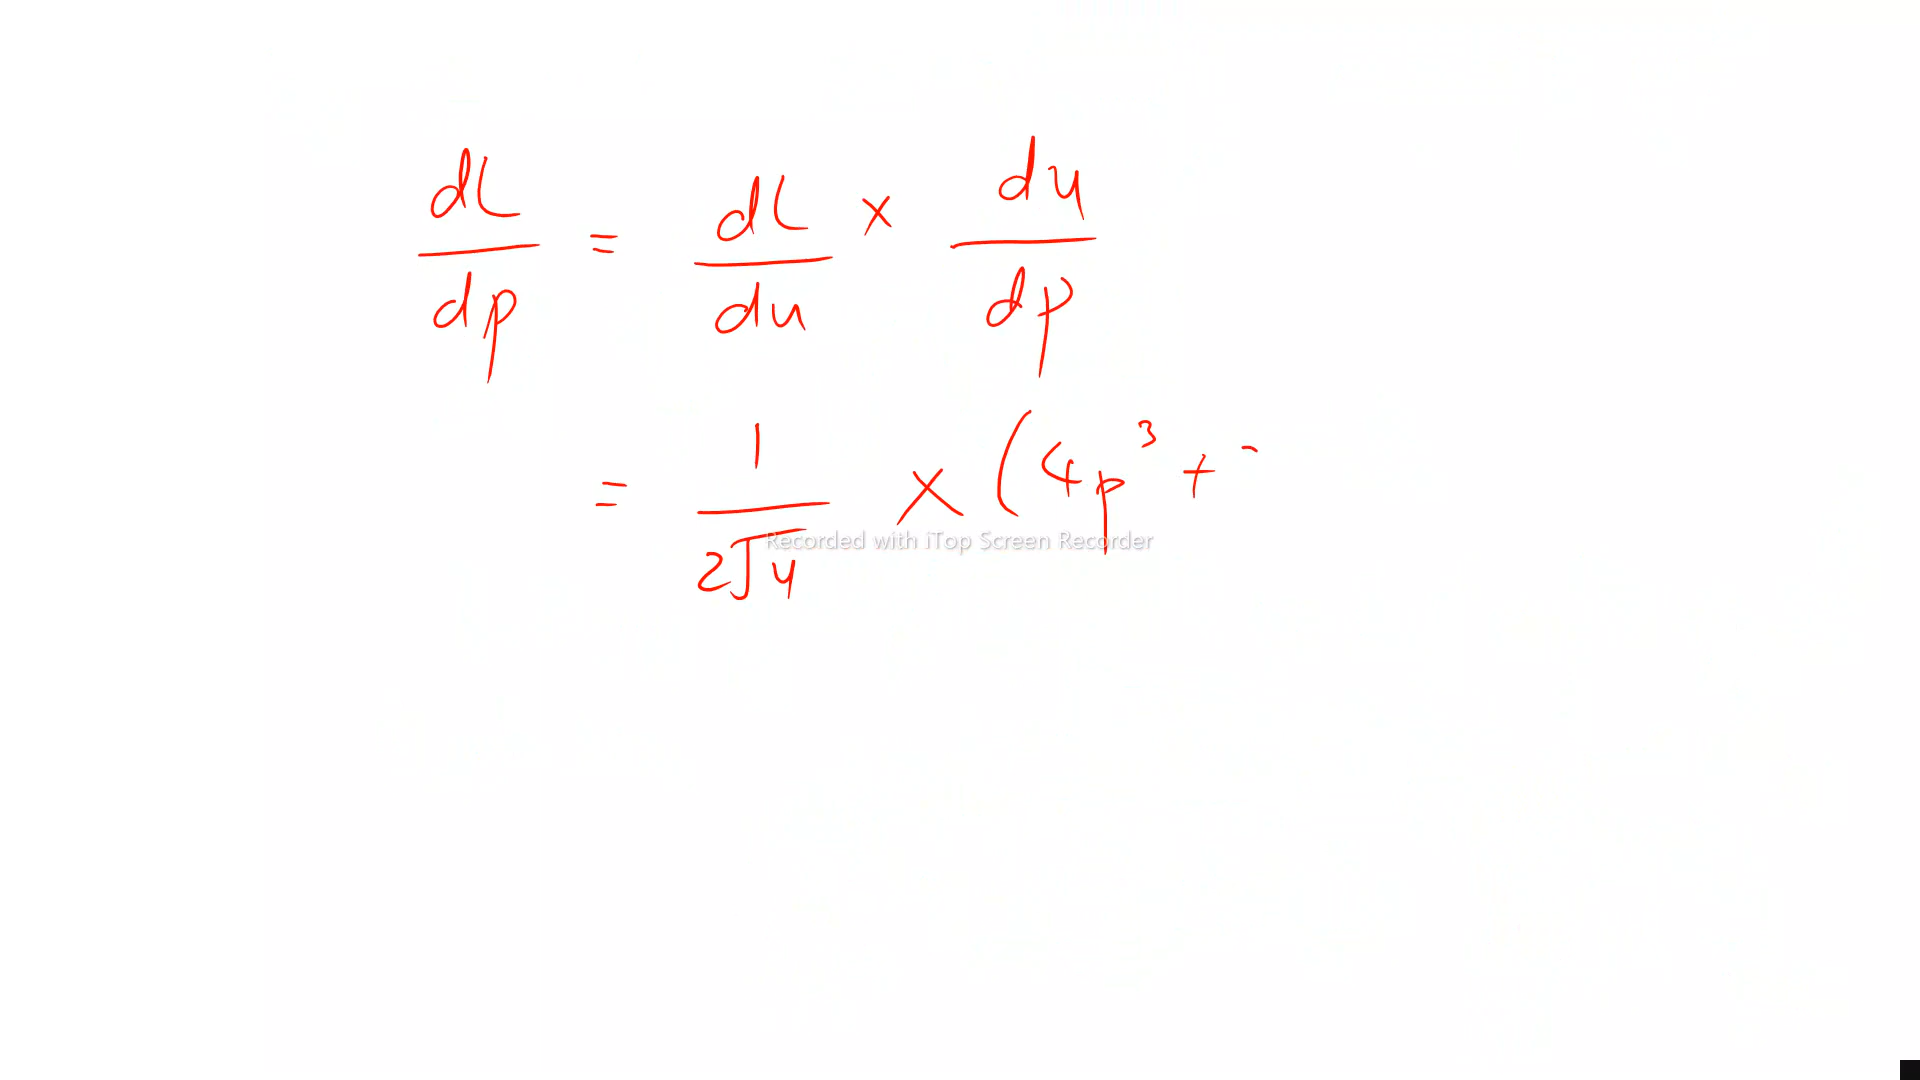 dL/dp = dL/du × du/dp
= 1/(2√u) × (4p³ +
Recorded with iTop Screen Recorder